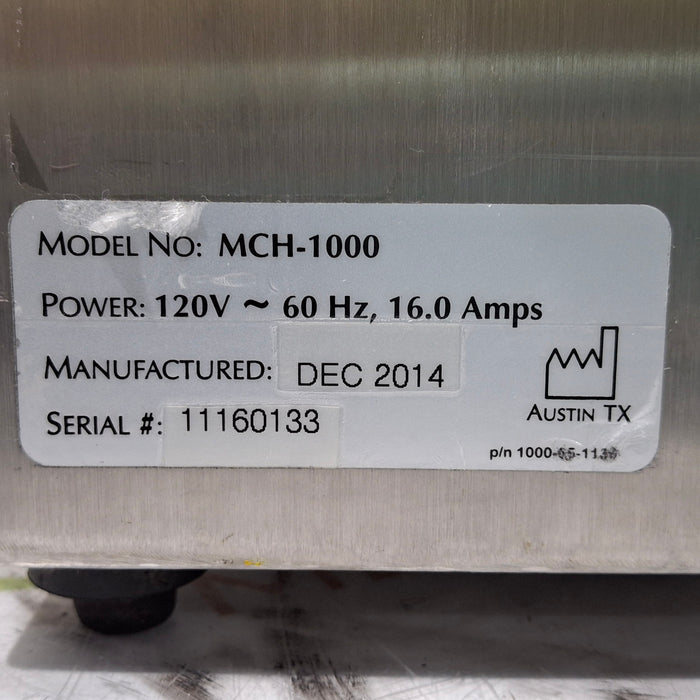 MODEL NO: MCH-1000
POWER: 120V ~ 60 Hz, 16.0 Amps
MANUFACTURED: DEC 2014
SERIAL #: 11160133
AUSTIN TX
p/n